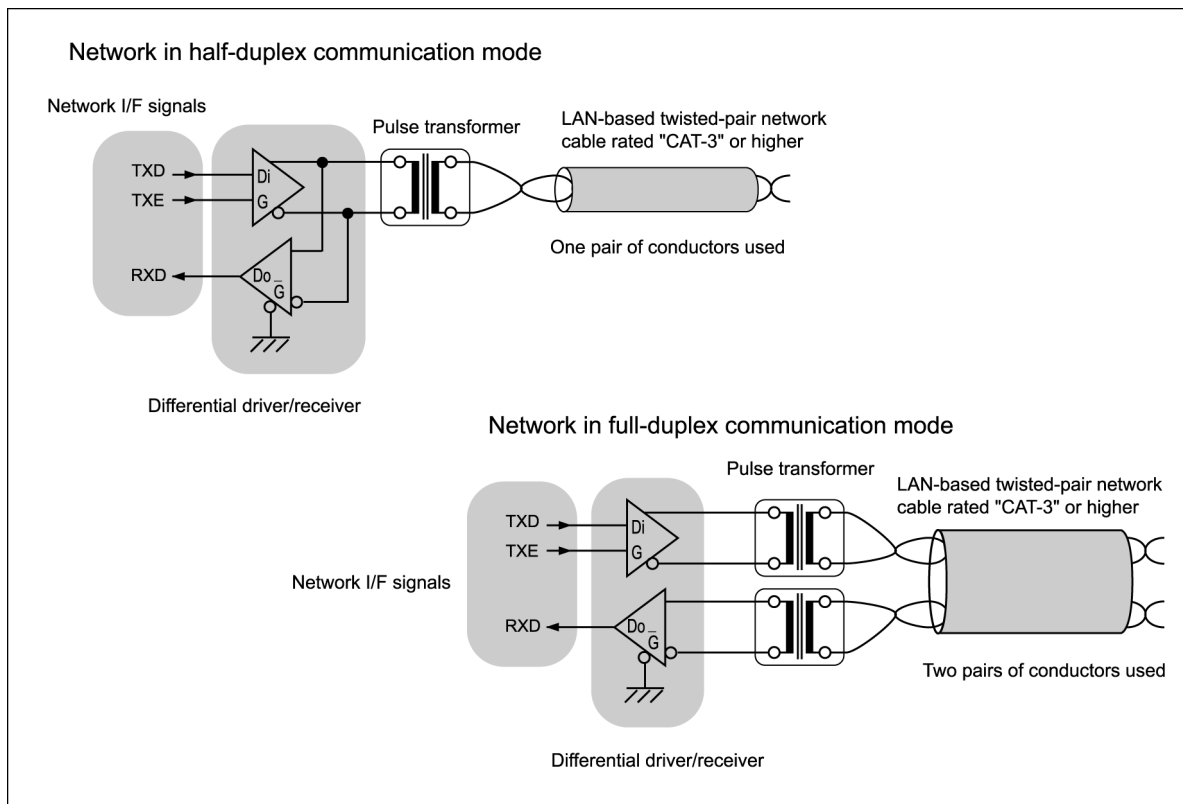 Network in half-duplex communication mode
Network I/F signals
Pulse transformer
LAN-based twisted-pair network
cable rated "CAT-3" or higher
TXD
Di
TXE
G
One pair of conductors used
RXD
Do
G̅
Differential driver/receiver
Network in full-duplex communication mode
Pulse transformer
LAN-based twisted-pair network
cable rated "CAT-3" or higher
TXD
Di
TXE
G
Network I/F signals
RXD
Do
G̅
Two pairs of conductors used
Differential driver/receiver